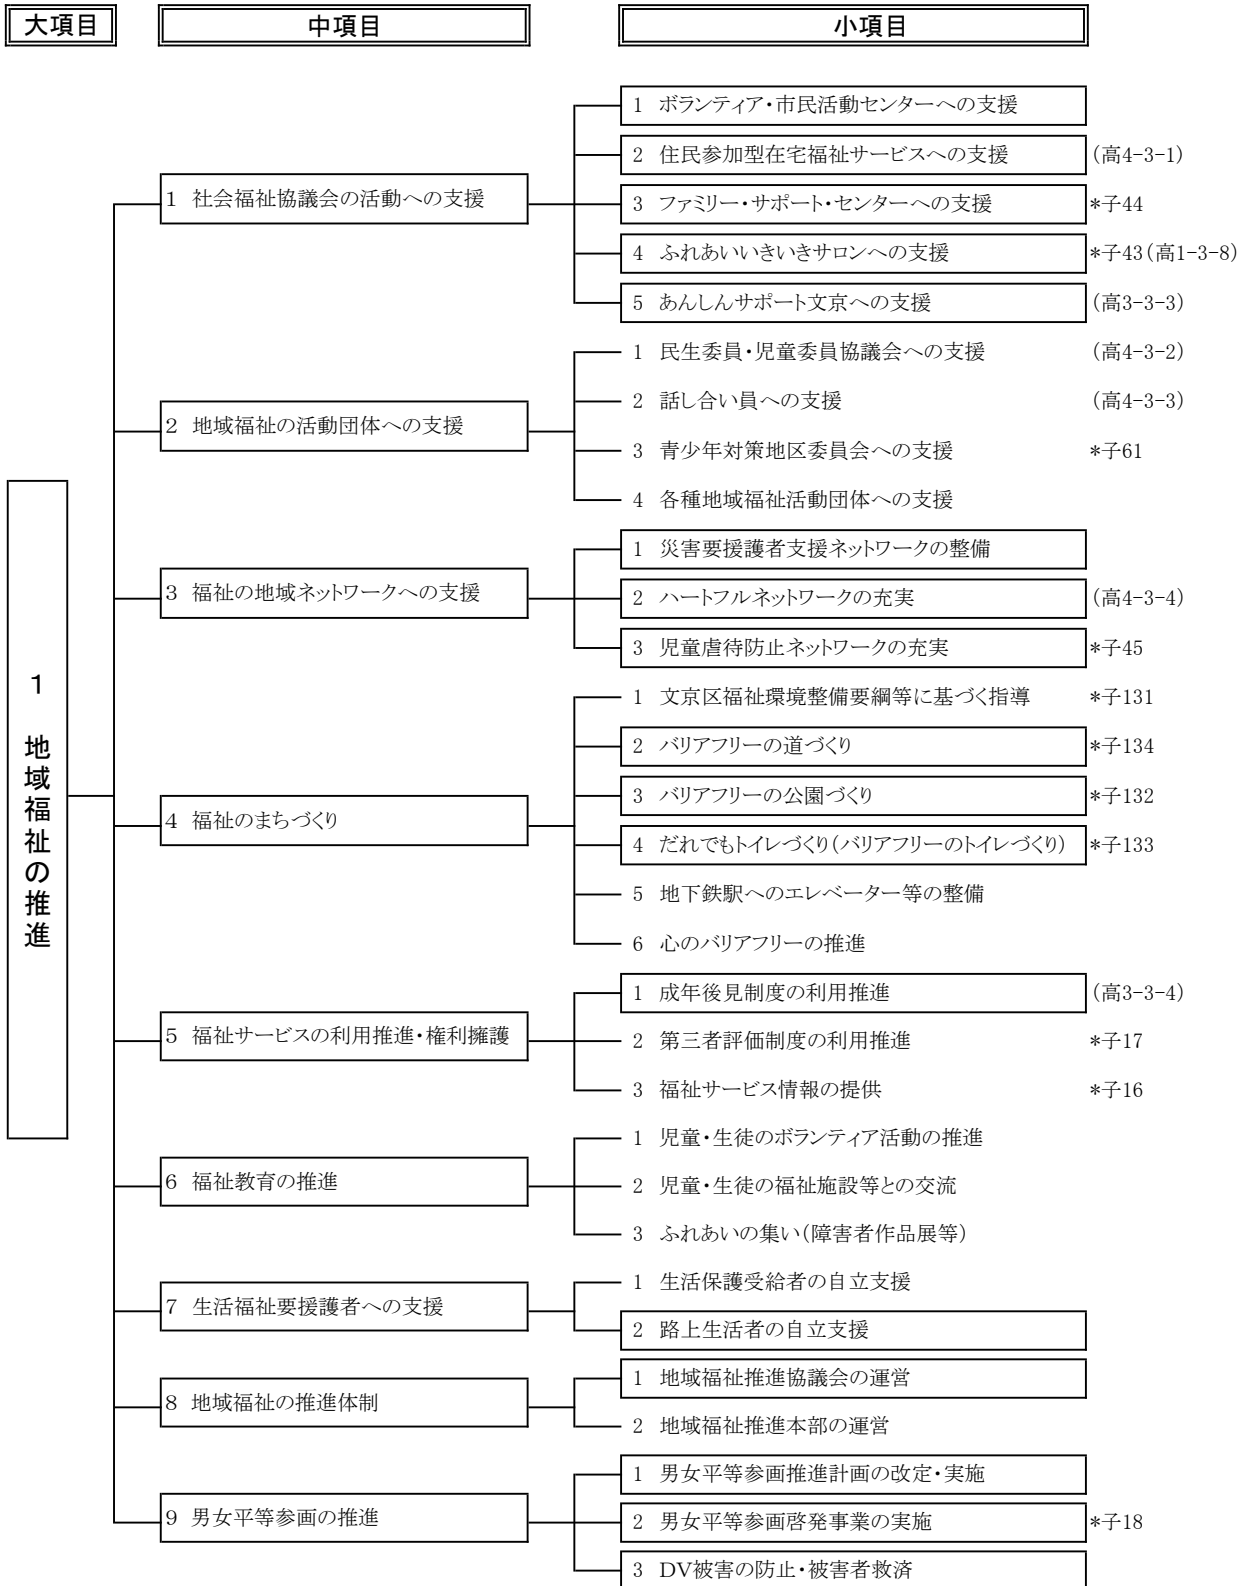 大項目 中項目 小項目
1 地域福祉の推進
1 社会福祉協議会の活動への支援
1 ボランティア・市民活動センターへの支援
2 住民参加型在宅福祉サービスへの支援 (高4-3-1)
3 ファミリー・サポート・センターへの支援 *子44
4 ふれあいいきいきサロンへの支援 *子43(高1-3-8)
5 あんしんサポート文京への支援 (高3-3-3)
2 地域福祉の活動団体への支援
1 民生委員・児童委員協議会への支援 (高4-3-2)
2 話し合い員への支援 (高4-3-3)
3 青少年対策地区委員会への支援 *子61
4 各種地域福祉活動団体への支援
3 福祉の地域ネットワークへの支援
1 災害要援護者支援ネットワークの整備
2 ハートフルネットワークの充実 (高4-3-4)
3 児童虐待防止ネットワークの充実 *子45
4 福祉のまちづくり
1 文京区福祉環境整備要綱等に基づく指導 *子131
2 バリアフリーの道づくり *子134
3 バリアフリーの公園づくり *子132
4 だれでもトイレづくり(バリアフリーのトイレづくり) *子133
5 地下鉄駅へのエレベーター等の整備
6 心のバリアフリーの推進
5 福祉サービスの利用推進・権利擁護
1 成年後見制度の利用推進 (高3-3-4)
2 第三者評価制度の利用推進 *子17
3 福祉サービス情報の提供 *子16
6 福祉教育の推進
1 児童・生徒のボランティア活動の推進
2 児童・生徒の福祉施設等との交流
3 ふれあいの集い(障害者作品展等)
7 生活福祉要援護者への支援
1 生活保護受給者の自立支援
2 路上生活者の自立支援
8 地域福祉の推進体制
1 地域福祉推進協議会の運営
2 地域福祉推進本部の運営
9 男女平等参画の推進
1 男女平等参画推進計画の改定・実施
2 男女平等参画啓発事業の実施 *子18
3 DV被害の防止・被害者救済